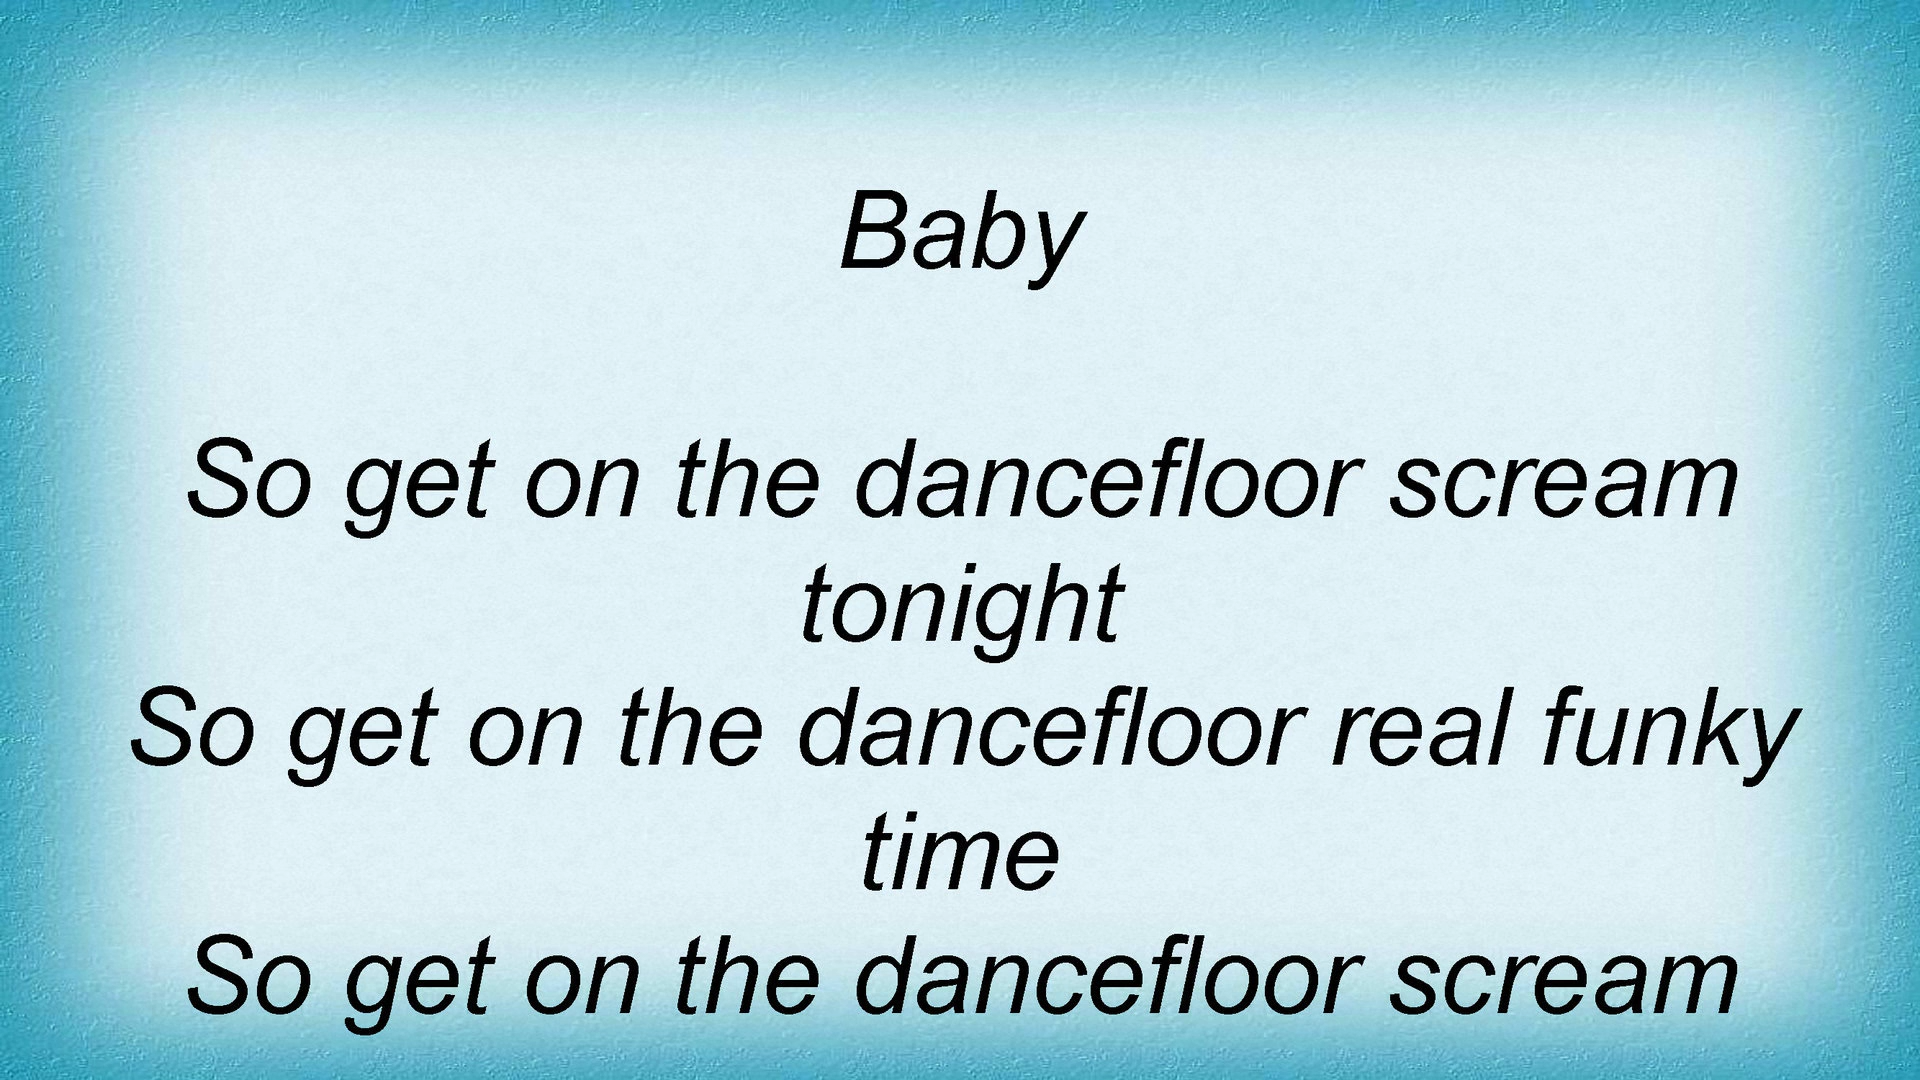 Baby
So get on the dancefloor scream
tonight
So get on the dancefloor real funky
time
So get on the dancefloor scream